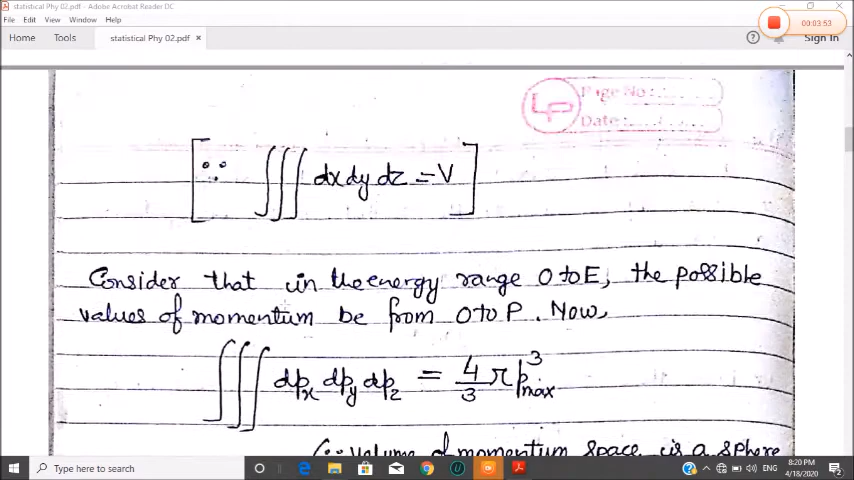 statistical Phy 02.pdf - Adobe Acrobat Reader DC
File Edit View Window Help
00:03:53
Home Tools statistical Phy 02.pdf × Sign In
Page No:
Date
[∵ ∭ dx dy dz = V]
Consider that in the energy range 0 to E, the possible
values of momentum be from 0 to P. Now,
∭ dpx dpy dpz = 4/3 π p³max
(∵ volume of momentum space is a sphere
Type here to search
ENG
8:20 PM
4/18/2020